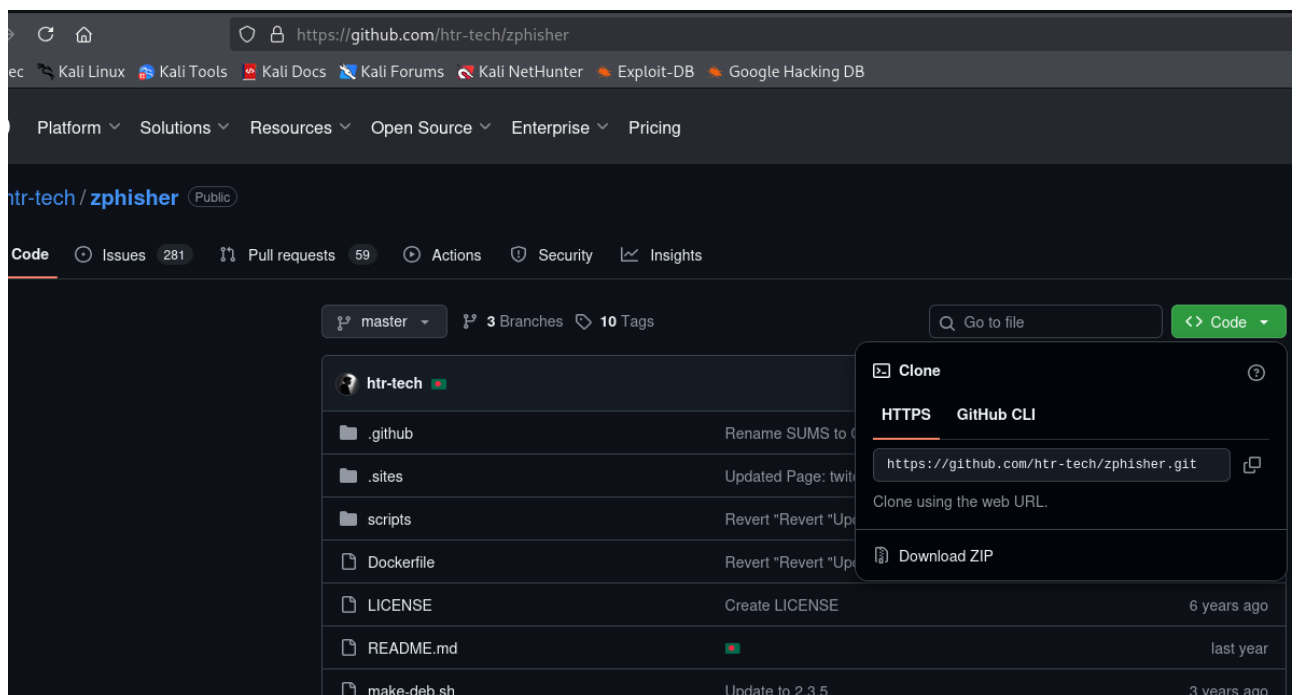 https://github.com/htr-tech/zphisher
ec Kali Linux Kali Tools Kali Docs Kali Forums Kali NetHunter Exploit-DB Google Hacking DB
Platform Solutions Resources Open Source Enterprise Pricing
htr-tech / zphisher Public
Code Issues 281 Pull requests 59 Actions Security Insights
master 3 Branches 10 Tags Go to file Code
htr-tech
Clone
HTTPS GitHub CLI
.github Rename SUMS to
https://github.com/htr-tech/zphisher.git
.sites Updated Page: twit
Clone using the web URL.
scripts Revert "Revert "Up
Download ZIP
Dockerfile Revert "Revert "Up
LICENSE Create LICENSE 6 years ago
README.md last year
make-deb.sh Update to 2.3.5 3 years ago